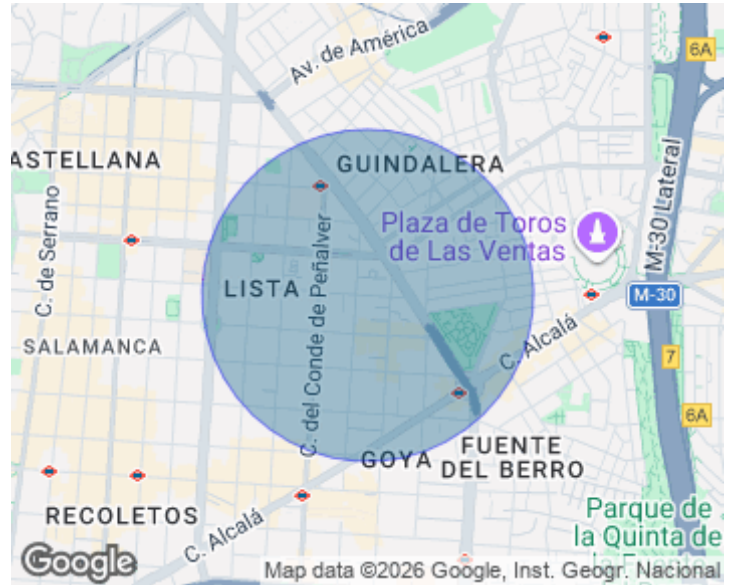 Av. de América
6A
ASTELLANA
GUINDALERA
M-30 Lateral
Plaza de Toros
de Las Ventas
C. de Serrano
C. del Conde de Peñalver
LISTA
M-30
SALAMANCA
C. Alcalá
7
6A
GOYA
FUENTE
DEL BERRO
RECOLETOS
C. Alcalá
Parque de
la Quinta de
Google
Map data ©2026 Google, Inst. Geogr. Nacional